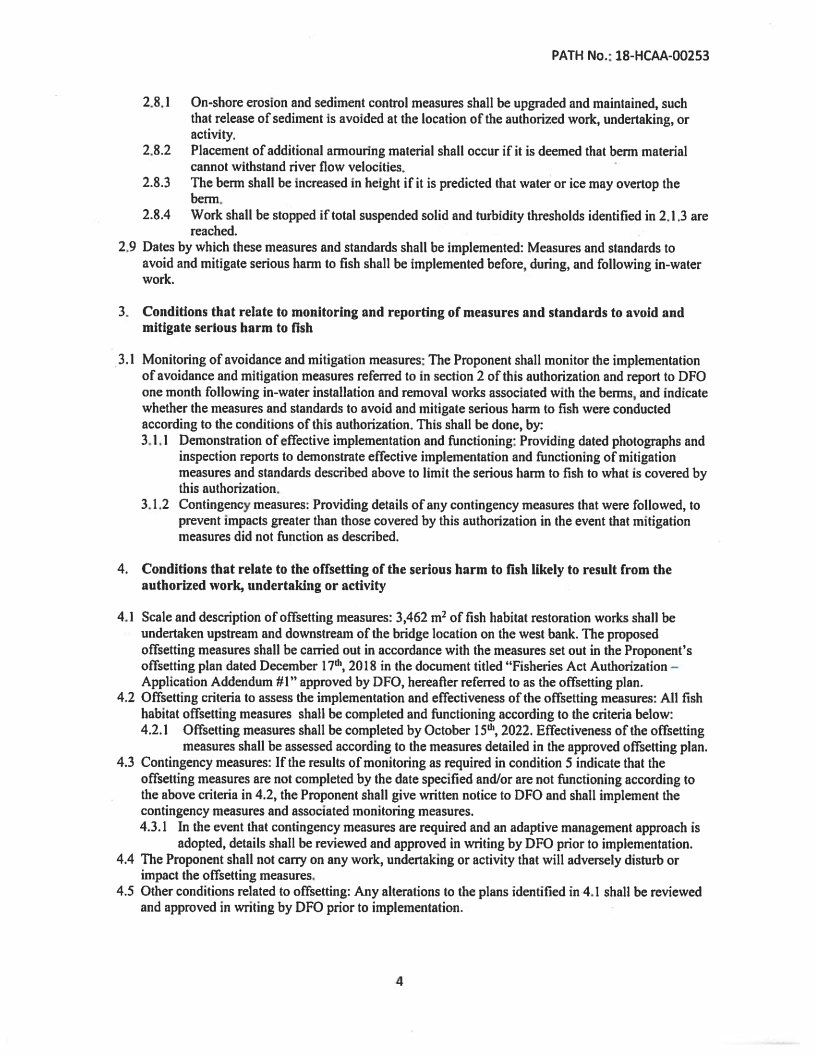 PATH No.: 18-HCAA-00253
2.8.1 On-shore erosion and sediment control measures shall be upgraded and maintained, such
that release of sediment is avoided at the location of the authorized work, undertaking, or
activity.
2.8.2 Placement of additional armouring material shall occur if it is deemed that berm material
cannot withstand river flow velocities.
2.8.3 The berm shall be increased in height if it is predicted that water or ice may overtop the
berm.
2.8.4 Work shall be stopped if total suspended solid and turbidity thresholds identified in 2.1.3 are
reached.
2.9 Dates by which these measures and standards shall be implemented: Measures and standards to
avoid and mitigate serious harm to fish shall be implemented before, during, and following in-water
work.
3. Conditions that relate to monitoring and reporting of measures and standards to avoid and
mitigate serious harm to fish
3.1 Monitoring of avoidance and mitigation measures: The Proponent shall monitor the implementation
of avoidance and mitigation measures referred to in section 2 of this authorization and report to DFO
one month following in-water installation and removal works associated with the berms, and indicate
whether the measures and standards to avoid and mitigate serious harm to fish were conducted
according to the conditions of this authorization. This shall be done, by:
3.1.1 Demonstration of effective implementation and functioning: Providing dated photographs and
inspection reports to demonstrate effective implementation and functioning of mitigation
measures and standards described above to limit the serious harm to fish to what is covered by
this authorization.
3.1.2 Contingency measures: Providing details of any contingency measures that were followed, to
prevent impacts greater than those covered by this authorization in the event that mitigation
measures did not function as described.
4. Conditions that relate to the offsetting of the serious harm to fish likely to result from the
authorized work, undertaking or activity
4.1 Scale and description of offsetting measures: 3,462 m² of fish habitat restoration works shall be
undertaken upstream and downstream of the bridge location on the west bank. The proposed
offsetting measures shall be carried out in accordance with the measures set out in the Proponent's
offsetting plan dated December 17th, 2018 in the document titled "Fisheries Act Authorization –
Application Addendum #1" approved by DFO, hereafter referred to as the offsetting plan.
4.2 Offsetting criteria to assess the implementation and effectiveness of the offsetting measures: All fish
habitat offsetting measures shall be completed and functioning according to the criteria below:
4.2.1 Offsetting measures shall be completed by October 15th, 2022. Effectiveness of the offsetting
measures shall be assessed according to the measures detailed in the approved offsetting plan.
4.3 Contingency measures: If the results of monitoring as required in condition 5 indicate that the
offsetting measures are not completed by the date specified and/or are not functioning according to
the above criteria in 4.2, the Proponent shall give written notice to DFO and shall implement the
contingency measures and associated monitoring measures.
4.3.1 In the event that contingency measures are required and an adaptive management approach is
adopted, details shall be reviewed and approved in writing by DFO prior to implementation.
4.4 The Proponent shall not carry on any work, undertaking or activity that will adversely disturb or
impact the offsetting measures.
4.5 Other conditions related to offsetting: Any alterations to the plans identified in 4.1 shall be reviewed
and approved in writing by DFO prior to implementation.
4